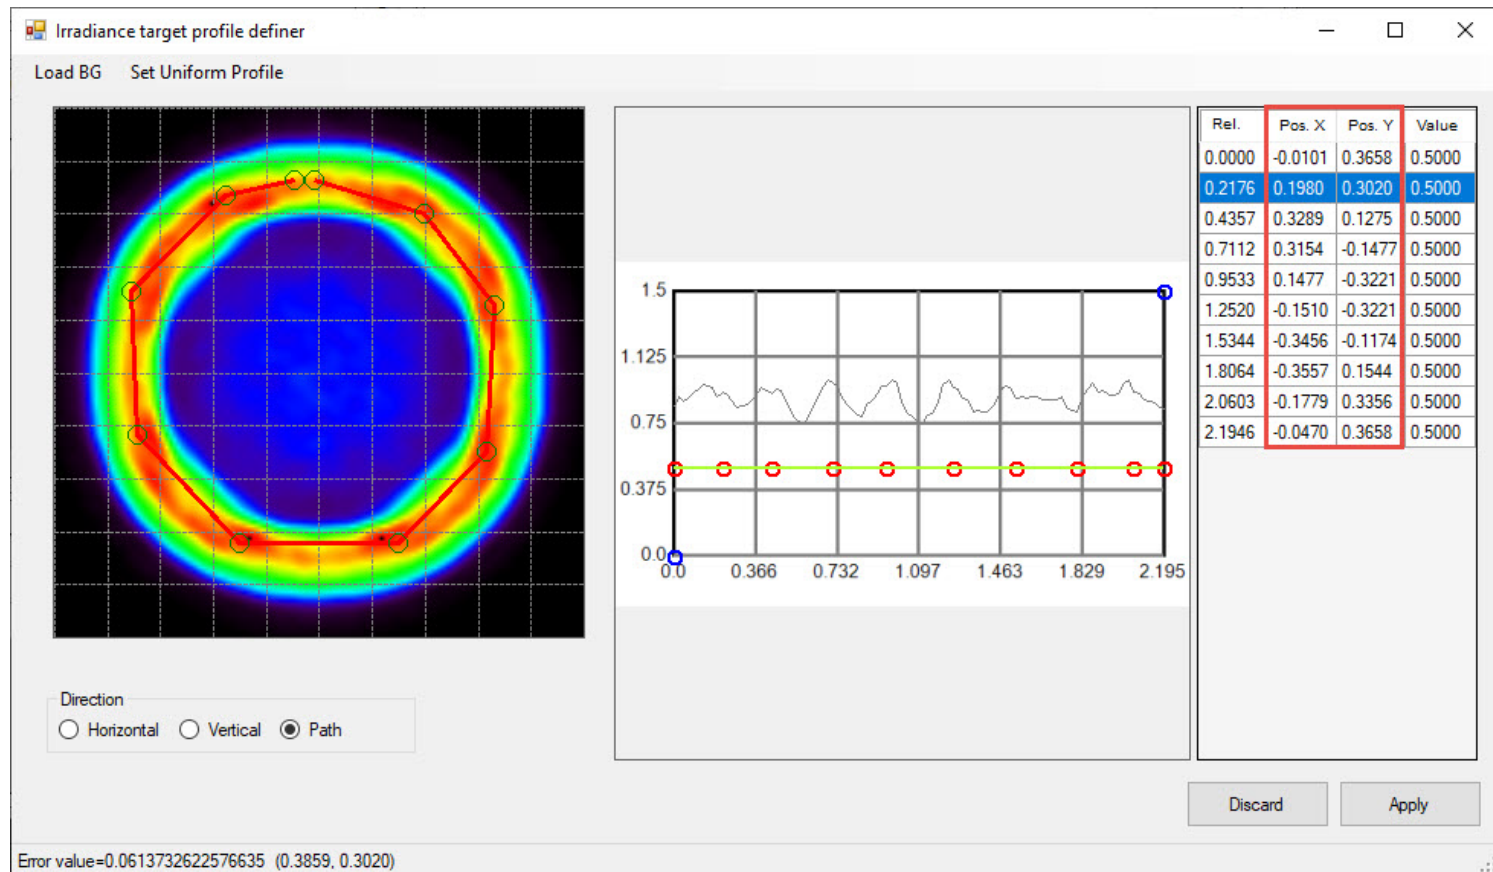 Irradiance target profile definer
Load BG Set Uniform Profile
Rel. Pos. X Pos. Y Value
0.0000 -0.0101 0.3658 0.5000
0.2176 0.1980 0.3020 0.5000
0.4357 0.3289 0.1275 0.5000
0.7112 0.3154 -0.1477 0.5000
0.9533 0.1477 -0.3221 0.5000
1.2520 -0.1510 -0.3221 0.5000
1.5344 -0.3456 -0.1174 0.5000
1.8064 -0.3557 0.1544 0.5000
2.0603 -0.1779 0.3356 0.5000
2.1946 -0.0470 0.3658 0.5000
1.5
1.125
0.75
0.375
0.0
0.0 0.366 0.732 1.097 1.463 1.829 2.195
Direction
Horizontal Vertical Path
Discard Apply
Error value=0.0613732622576635 (0.3859, 0.3020)